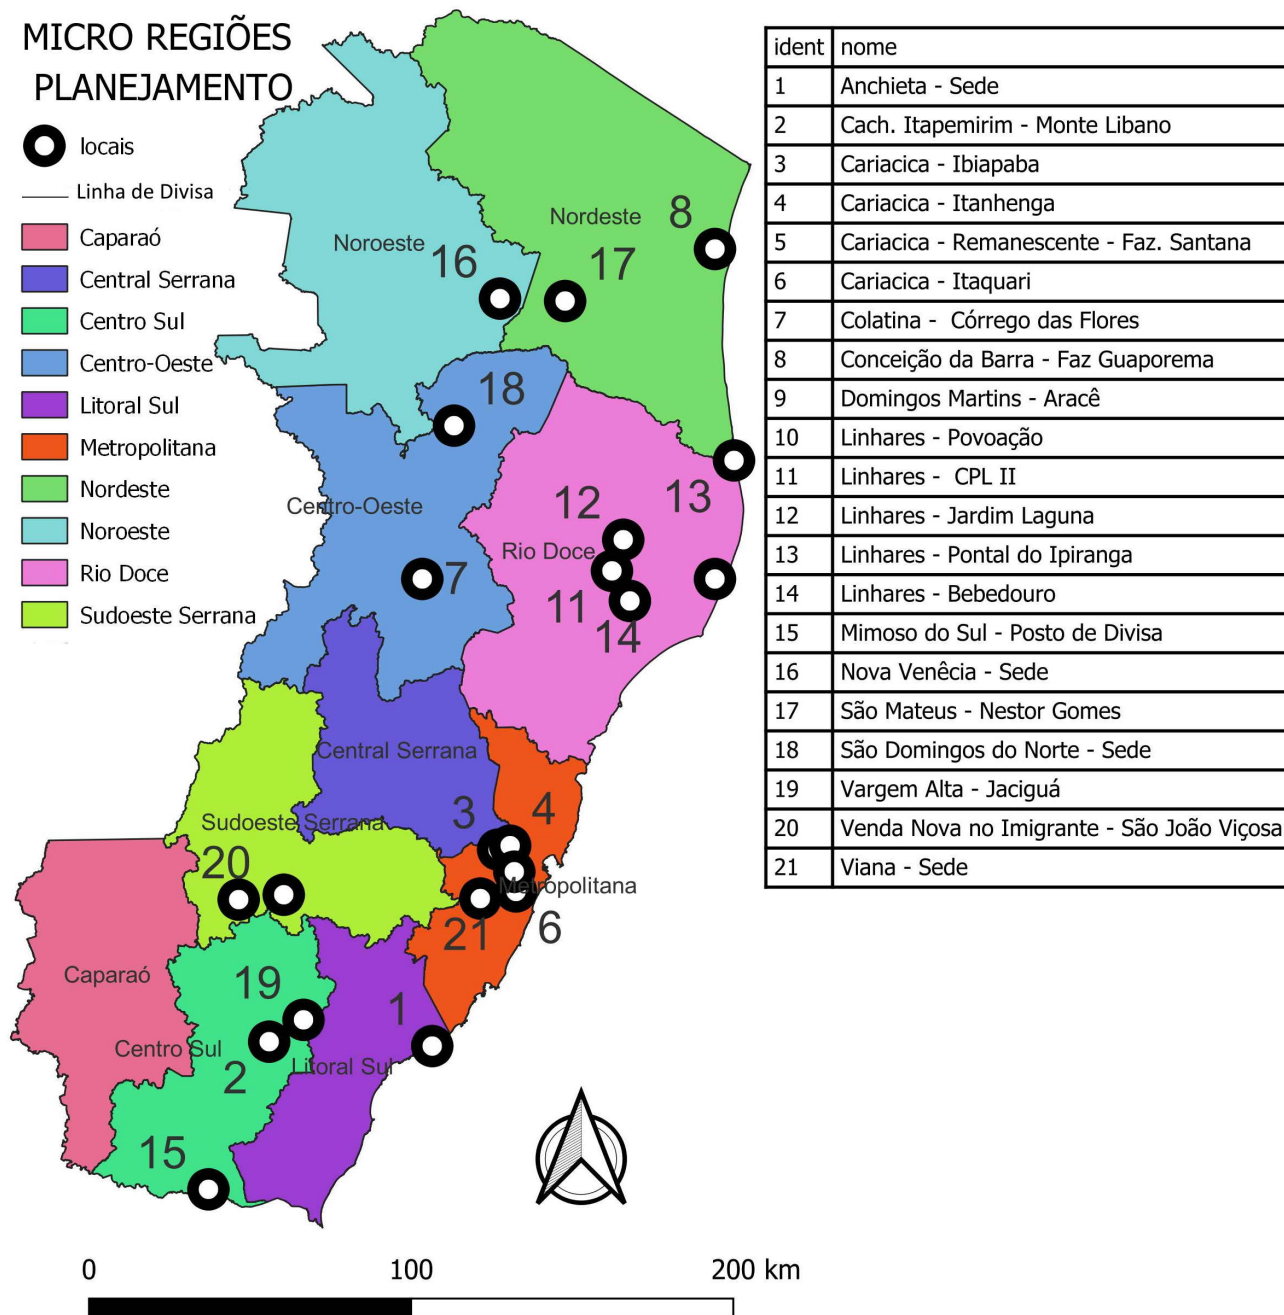 MICRO REGIÕES
PLANEJAMENTO
locais
Linha de Divisa
Caparaó
Central Serrana
Centro Sul
Centro-Oeste
Litoral Sul
Metropolitana
Nordeste
Noroeste
Rio Doce
Sudoeste Serrana
Nordeste
8
Noroeste
16
17
18
Centro-Oeste
12
13
Rio Doce
7
11
14
Central Serrana
3
4
Sudoeste Serrana
20
Metropolitana
21
6
Caparaó
19
1
Centro Sul
2
Litoral Sul
15
0 100 200 km
ident nome
1 Anchieta - Sede
2 Cach. Itapemirim - Monte Libano
3 Cariacica - Ibiapaba
4 Cariacica - Itanhenga
5 Cariacica - Remanescente - Faz. Santana
6 Cariacica - Itaquari
7 Colatina - Córrego das Flores
8 Conceição da Barra - Faz Guaporema
9 Domingos Martins - Aracê
10 Linhares - Povoação
11 Linhares - CPL II
12 Linhares - Jardim Laguna
13 Linhares - Pontal do Ipiranga
14 Linhares - Bebedouro
15 Mimoso do Sul - Posto de Divisa
16 Nova Venêcia - Sede
17 São Mateus - Nestor Gomes
18 São Domingos do Norte - Sede
19 Vargem Alta - Jaciguá
20 Venda Nova no Imigrante - São João Viçosa
21 Viana - Sede